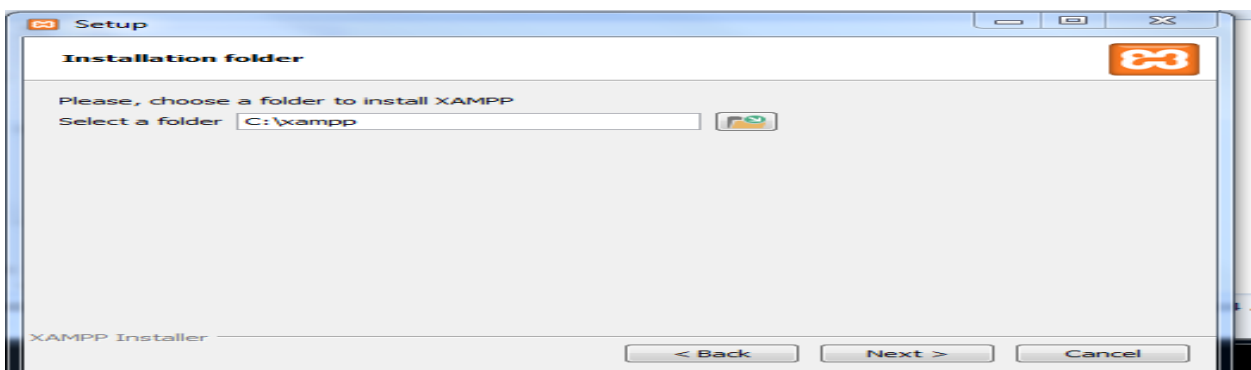 Setup
Installation folder
Please, choose a folder to install XAMPP
Select a folder C:\xampp
XAMPP Installer
< Back Next > Cancel